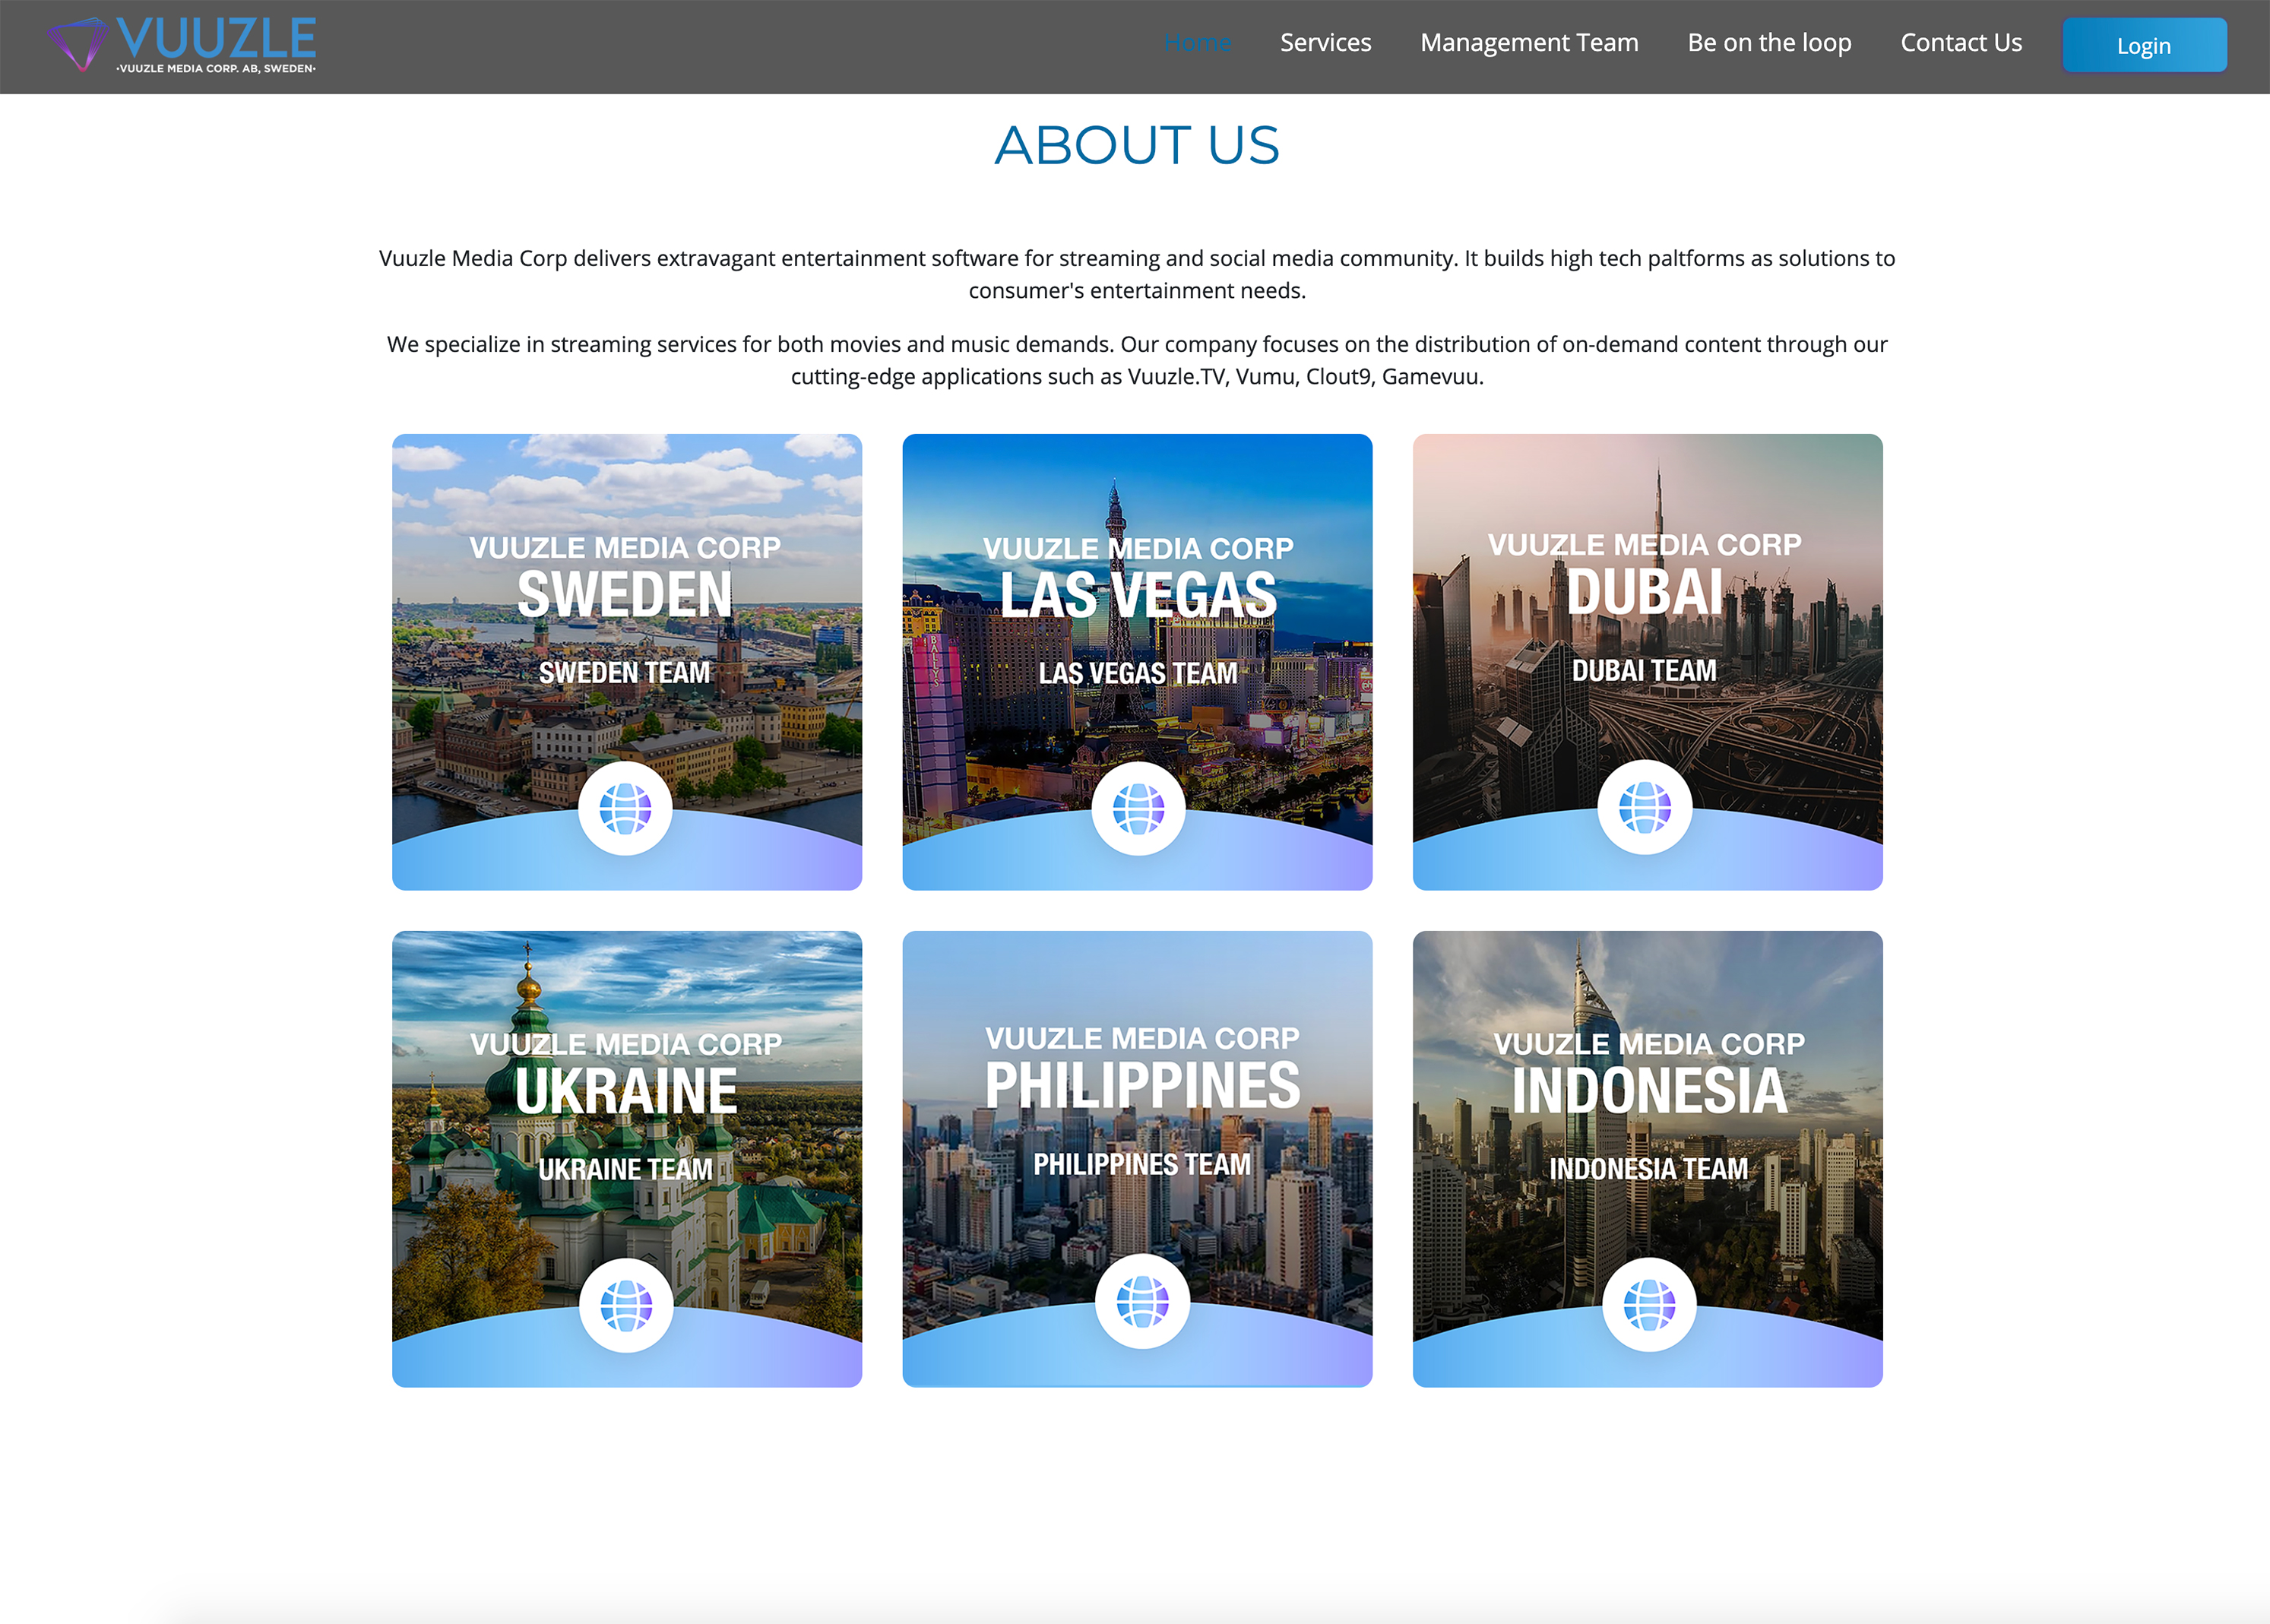 VUUZLE
·VUUZLE MEDIA CORP. AB, SWEDEN·
Home
Services
Management Team
Be on the loop
Contact Us
Login
ABOUT US
Vuuzle Media Corp delivers extravagant entertainment software for streaming and social media community. It builds high tech paltforms as solutions to
consumer's entertainment needs.
We specialize in streaming services for both movies and music demands. Our company focuses on the distribution of on-demand content through our
cutting-edge applications such as Vuuzle.TV, Vumu, Clout9, Gamevuu.
VUUZLE MEDIA CORP
SWEDEN
SWEDEN TEAM
VUUZLE MEDIA CORP
LAS VEGAS
LAS VEGAS TEAM
BALLYS
VUUZLE MEDIA CORP
DUBAI
DUBAI TEAM
VUUZLE MEDIA CORP
UKRAINE
UKRAINE TEAM
VUUZLE MEDIA CORP
PHILIPPINES
PHILIPPINES TEAM
VUUZLE MEDIA CORP
INDONESIA
INDONESIA TEAM